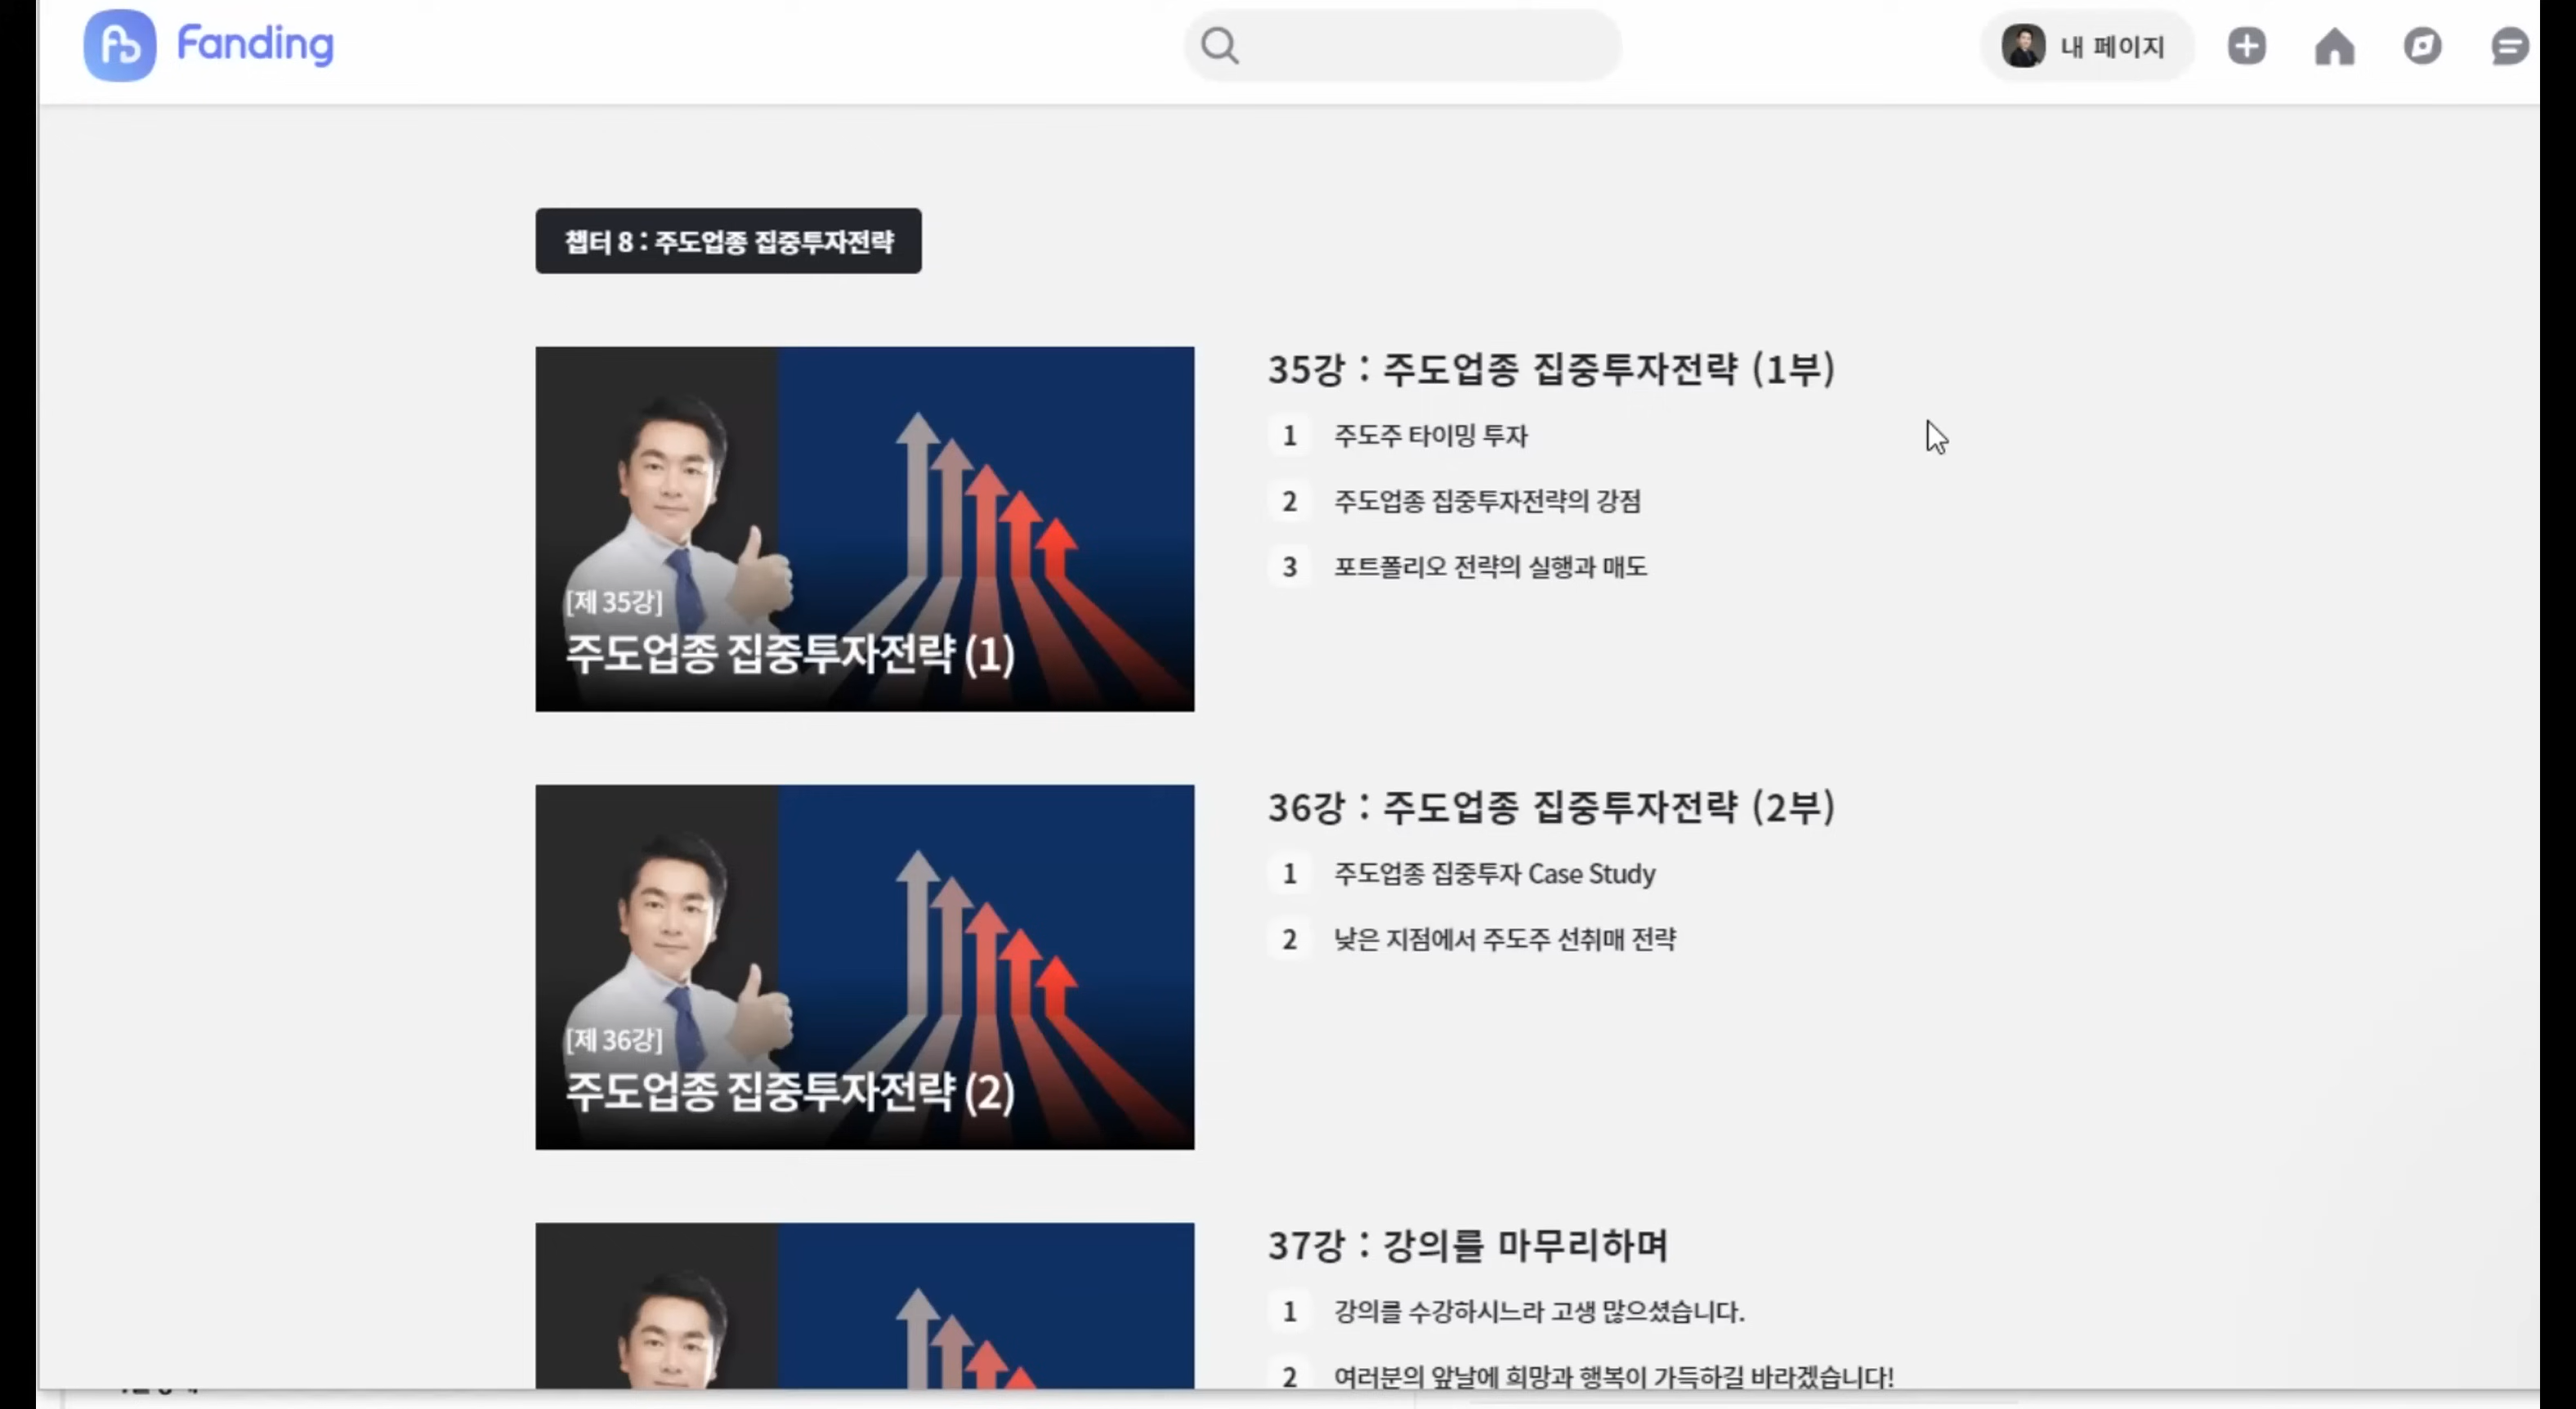 Fanding
내 페이지
챕터 8 : 주도업종 집중투자전략
[제 35강]
주도업종 집중투자전략 (1)
35강 : 주도업종 집중투자전략 (1부)
1 주도주 타이밍 투자
2 주도업종 집중투자전략의 강점
3 포트폴리오 전략의 실행과 매도
[제 36강]
주도업종 집중투자전략 (2)
36강 : 주도업종 집중투자전략 (2부)
1 주도업종 집중투자 Case Study
2 낮은 지점에서 주도주 선취매 전략
37강 : 강의를 마무리하며
1 강의를 수강하시느라 고생 많으셨습니다.
2 여러분의 앞날에 희망과 행복이 가득하길 바라겠습니다!